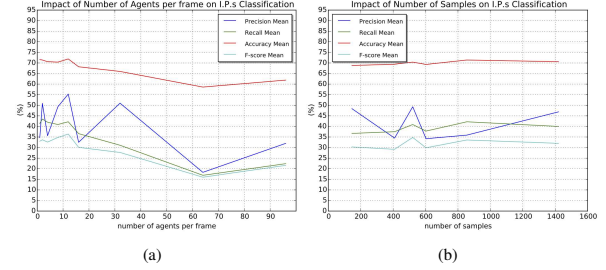 Impact of Number of Agents per frame on I.P.s Classification
95
90
85
80
75
70
65
60
55
50
45
40
35
30
25
20
15
10
5
0
(%)
Precision Mean
Recall Mean
Accuracy Mean
F-score Mean
0 10 20 30 40 50 60 70 80 90
number of agents per frame
(a)
Impact of Number of Samples on I.P.s Classification
95
90
85
80
75
70
65
60
55
50
45
40
35
30
25
20
15
10
5
0
(%)
Precision Mean
Recall Mean
Accuracy Mean
F-score Mean
0 200 400 600 800 1000 1200 1400 1600
number of samples
(b)